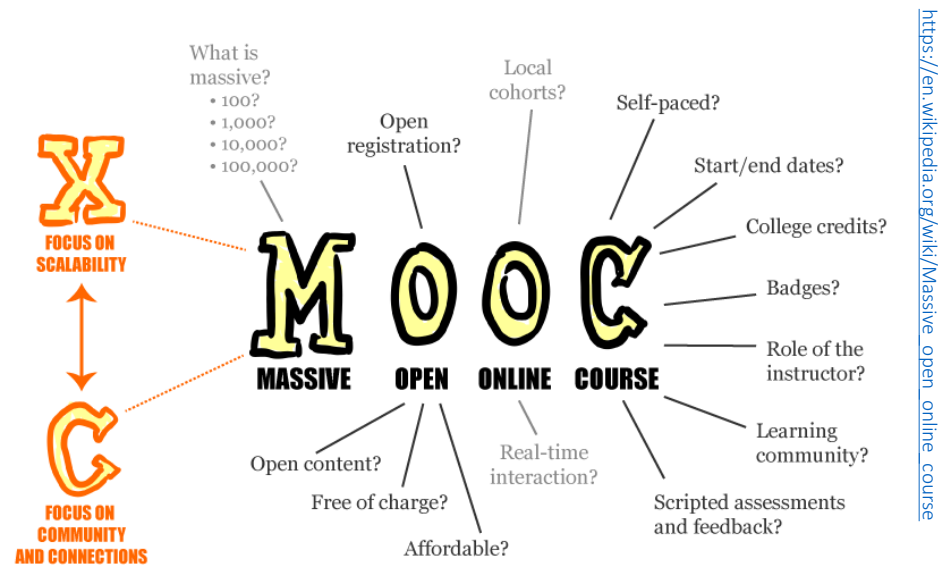 What is
massive?
• 100?
• 1,000?
• 10,000?
• 100,000?
Open
registration?
Local
cohorts?
Self-paced?
Start/end dates?
College credits?
Badges?
Role of the
instructor?
Learning
community?
Scripted assessments
and feedback?
X
FOCUS ON
SCALABILITY
C
FOCUS ON
COMMUNITY
AND CONNECTIONS
MOOC
MASSIVE OPEN ONLINE COURSE
Open content?
Free of charge?
Affordable?
Real-time
interaction?
https://en.wikipedia.org/wiki/Massive_open_online_course